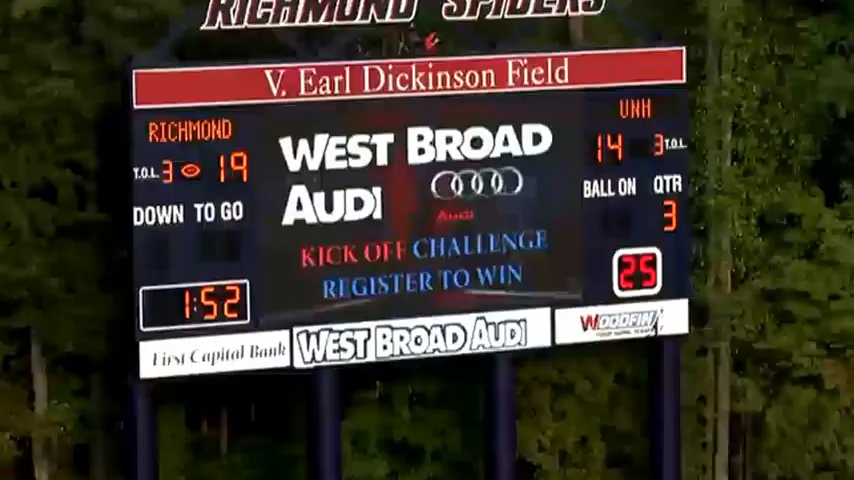 RICHMOND SPIDERS
V. Earl Dickinson Field
RICHMOND
T.O.L. 3 19
DOWN TO GO
1:52
WEST BROAD
AUDI
Audi
KICK OFF CHALLENGE
REGISTER TO WIN
UNH
14 3 T.O.L.
BALL ON QTR
3
25
First Capital Bank
WEST BROAD AUDI
WOODFIN